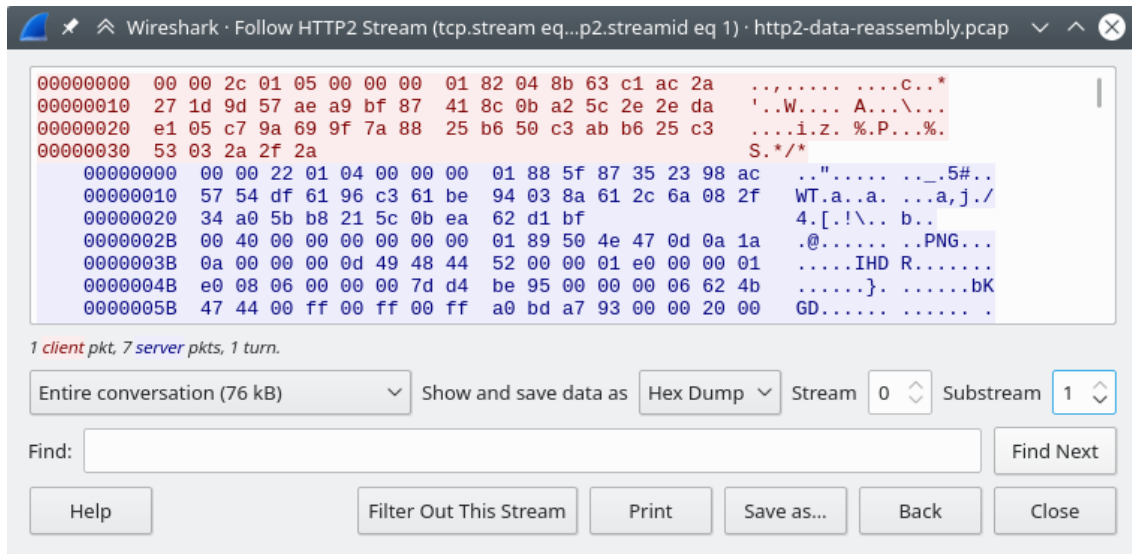 Wireshark · Follow HTTP2 Stream (tcp.stream eq...p2.streamid eq 1) · http2-data-reassembly.pcap
00000000  00 00 2c 01 05 00 00 00  01 82 04 8b 63 c1 ac 2a  ..,..... ....c..*
00000010  27 1d 9d 57 ae a9 bf 87  41 8c 0b a2 5c 2e 2e da  '..W.... A...\...
00000020  e1 05 c7 9a 69 9f 7a 88  25 b6 50 c3 ab b6 25 c3  ....i.z. %.P...%.
00000030  53 03 2a 2f 2a  S.*/*
00000000  00 00 22 01 04 00 00 00  01 88 5f 87 35 23 98 ac  .."..... .._.5#..
00000010  57 54 df 61 96 c3 61 be  94 03 8a 61 2c 6a 08 2f  WT.a..a. ...a,j./
00000020  34 a0 5b b8 21 5c 0b ea  62 d1 bf  4.[.!\.. b..
0000002B  00 40 00 00 00 00 00 00  01 89 50 4e 47 0d 0a 1a  .@...... ..PNG...
0000003B  0a 00 00 00 0d 49 48 44  52 00 00 01 e0 00 00 01  .....IHD R.......
0000004B  e0 08 06 00 00 00 7d d4  be 95 00 00 00 06 62 4b  ......}. ......bK
0000005B  47 44 00 ff 00 ff 00 ff  a0 bd a7 93 00 00 20 00  GD...... ...... .
1 client pkt, 7 server pkts, 1 turn.
Entire conversation (76 kB) Show and save data as Hex Dump Stream 0 Substream 1
Find: Find Next
Help Filter Out This Stream Print Save as... Back Close